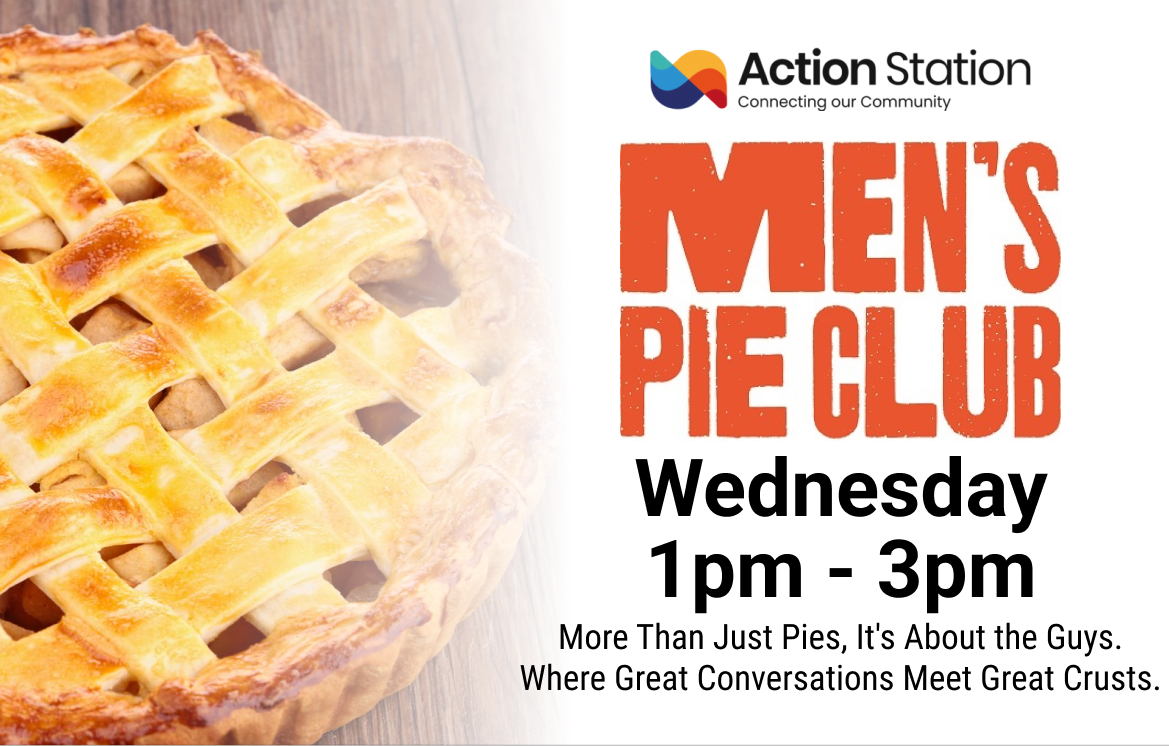 Action Station
Connecting our Community
MEN'S
PIE CLUB
Wednesday
1pm - 3pm
More Than Just Pies, It's About the Guys.
Where Great Conversations Meet Great Crusts.